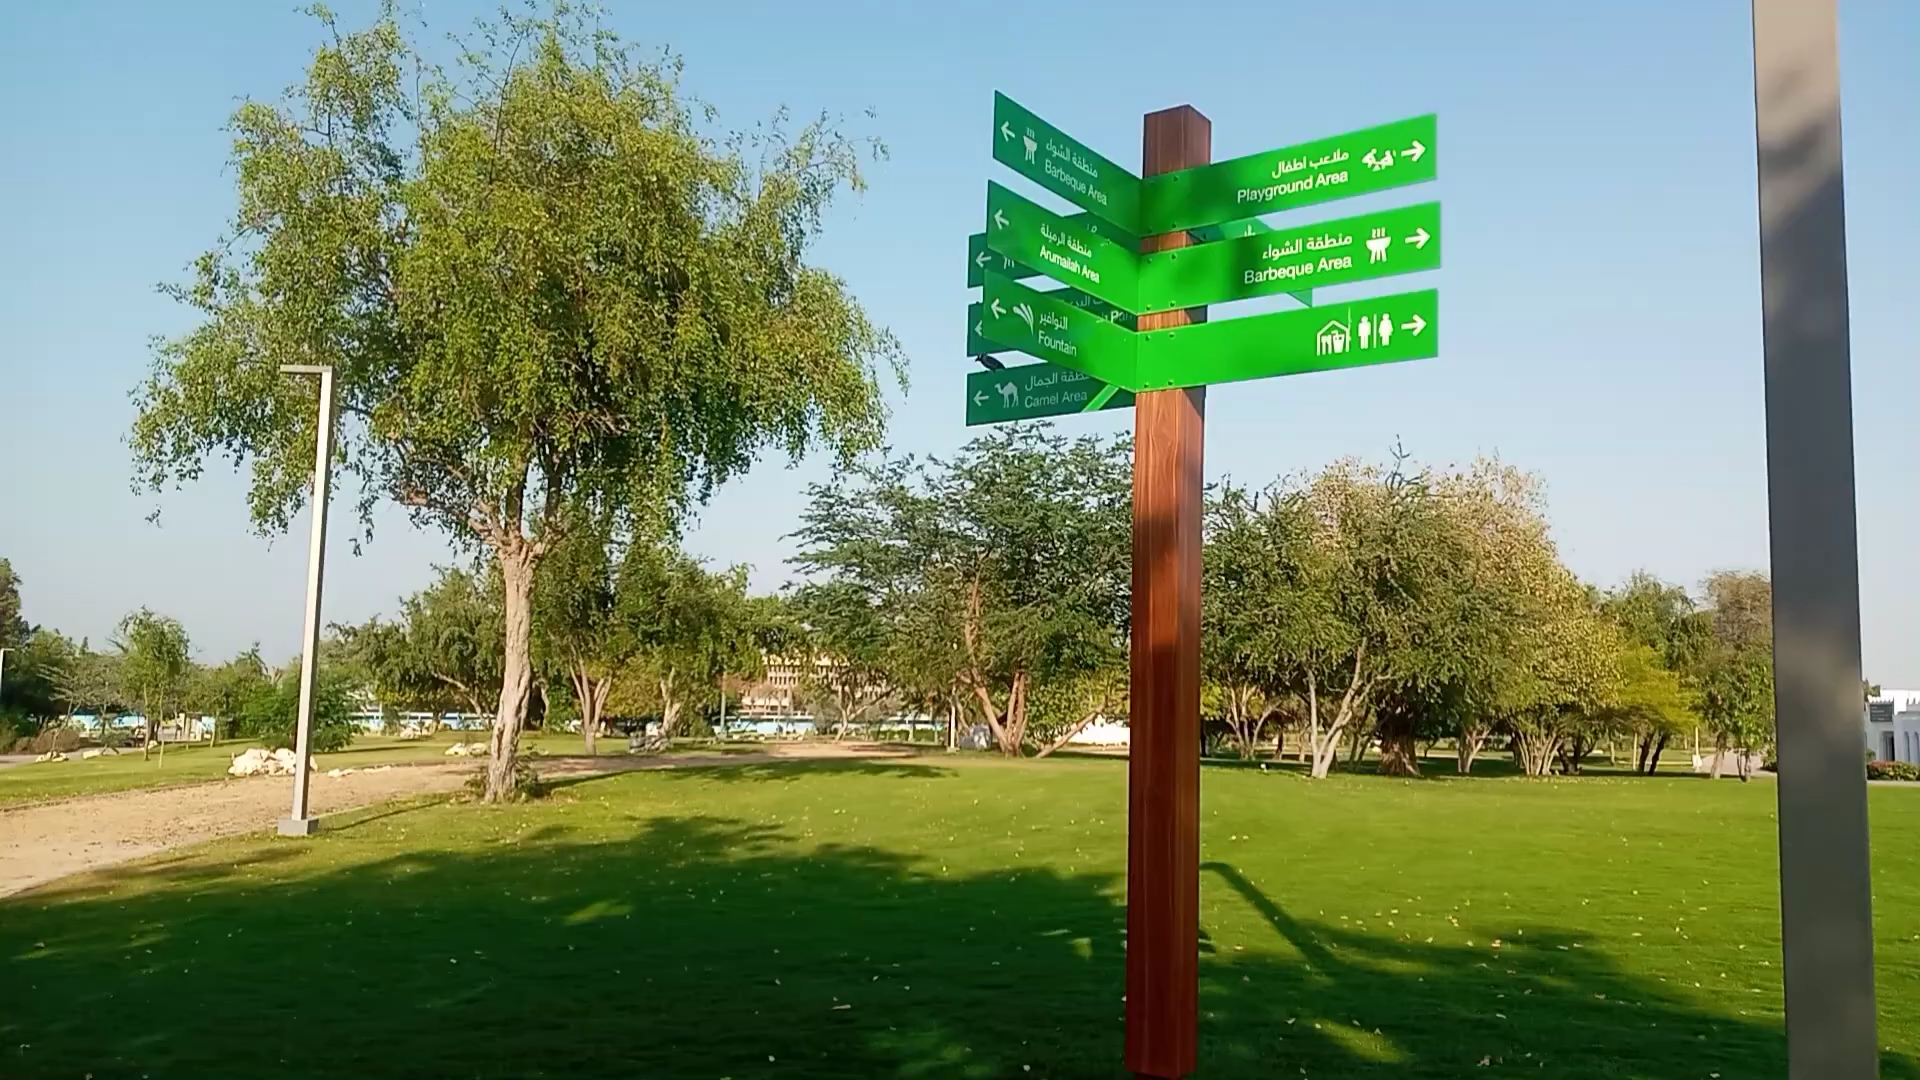 منطقة الشواء
Barbeque Area
منطقة الرميلة
Arumailah Area
النوافير
Fountain
ملاعب اطفال
Playground Area
منطقة الشواء
Barbeque Area
منطقة الجمال
Camel Area